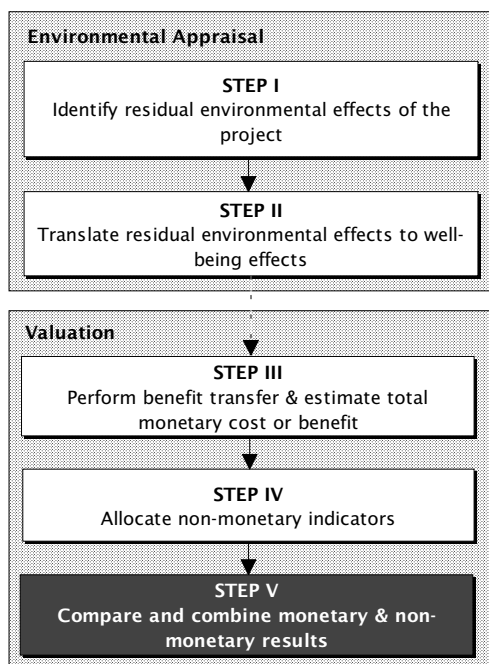 Environmental Appraisal
STEP I
Identify residual environmental effects of the
project
STEP II
Translate residual environmental effects to well-
being effects
Valuation
STEP III
Perform benefit transfer & estimate total
monetary cost or benefit
STEP IV
Allocate non-monetary indicators
STEP V
Compare and combine monetary & non-
monetary results